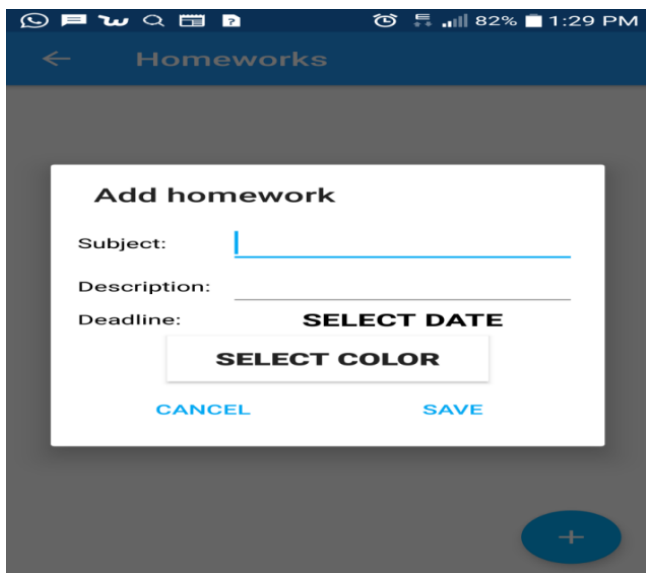 82% 1:29 PM
Homeworks
Add homework
Subject:
Description:
Deadline: SELECT DATE
SELECT COLOR
CANCEL SAVE